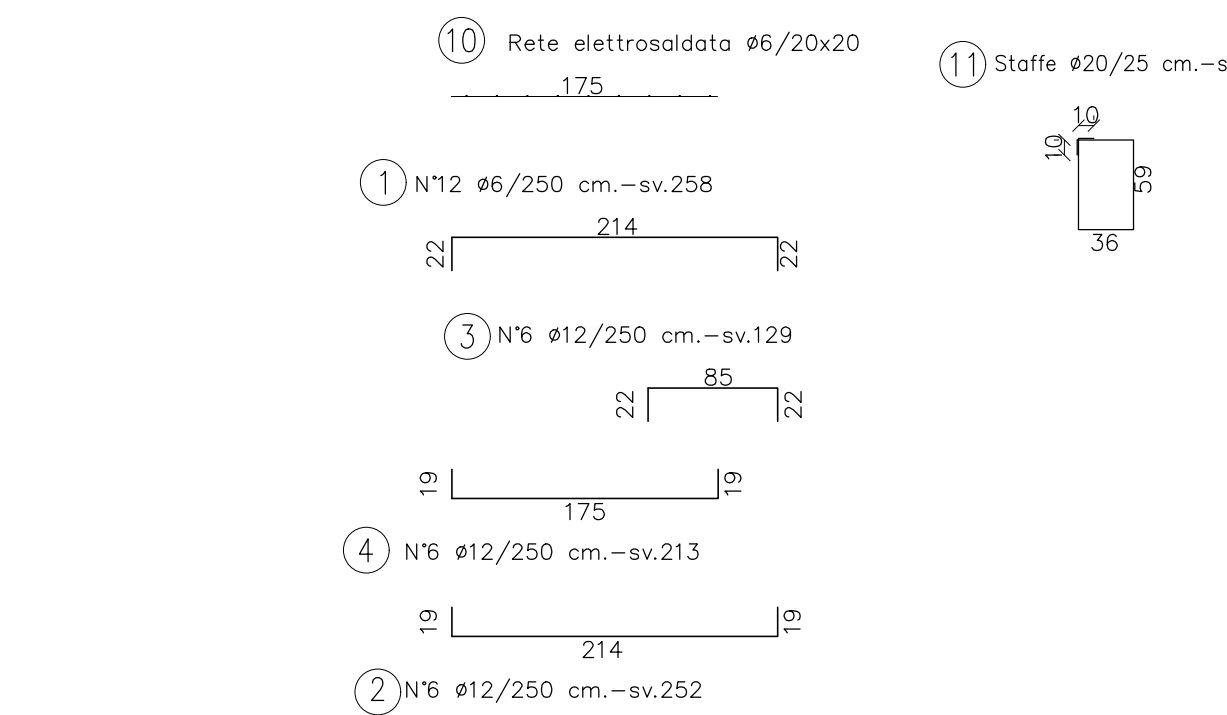 10 Rete elettrosaldata ø6/20x20
175
11 Staffe ø20/25 cm.-s
10
10
59
36
1 N°12 ø6/250 cm.-sv.258
214
22
22
3 N°6 ø12/250 cm.-sv.129
85
22
22
19
19
175
4 N°6 ø12/250 cm.-sv.213
19
19
214
2 N°6 ø12/250 cm.-sv.252